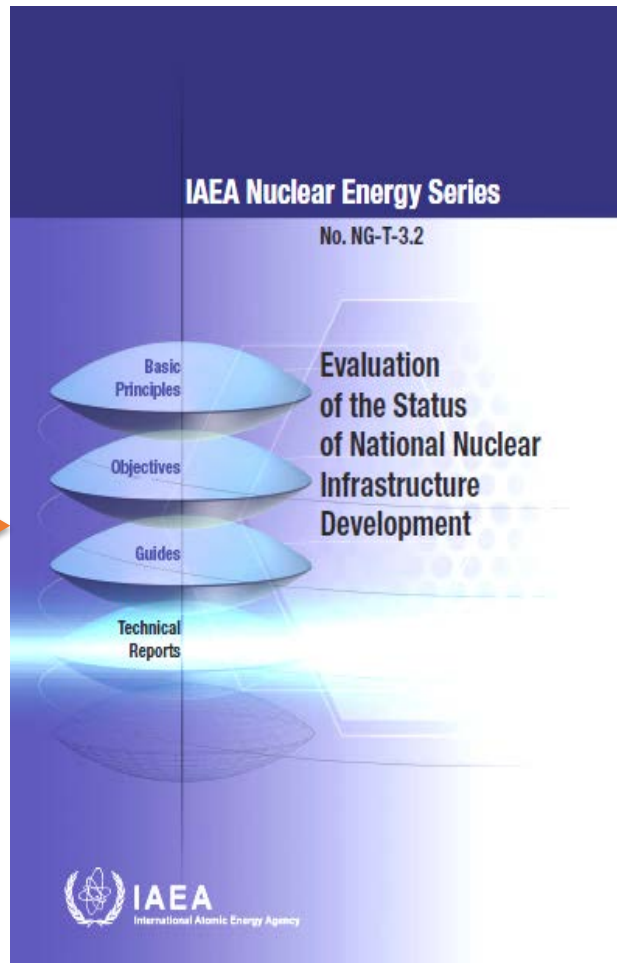 IAEA Nuclear Energy Series
No. NG-T-3.2
Basic
Principles
Objectives
Guides
Technical
Reports
Evaluation
of the Status
of National Nuclear
Infrastructure
Development
IAEA
International Atomic Energy Agency